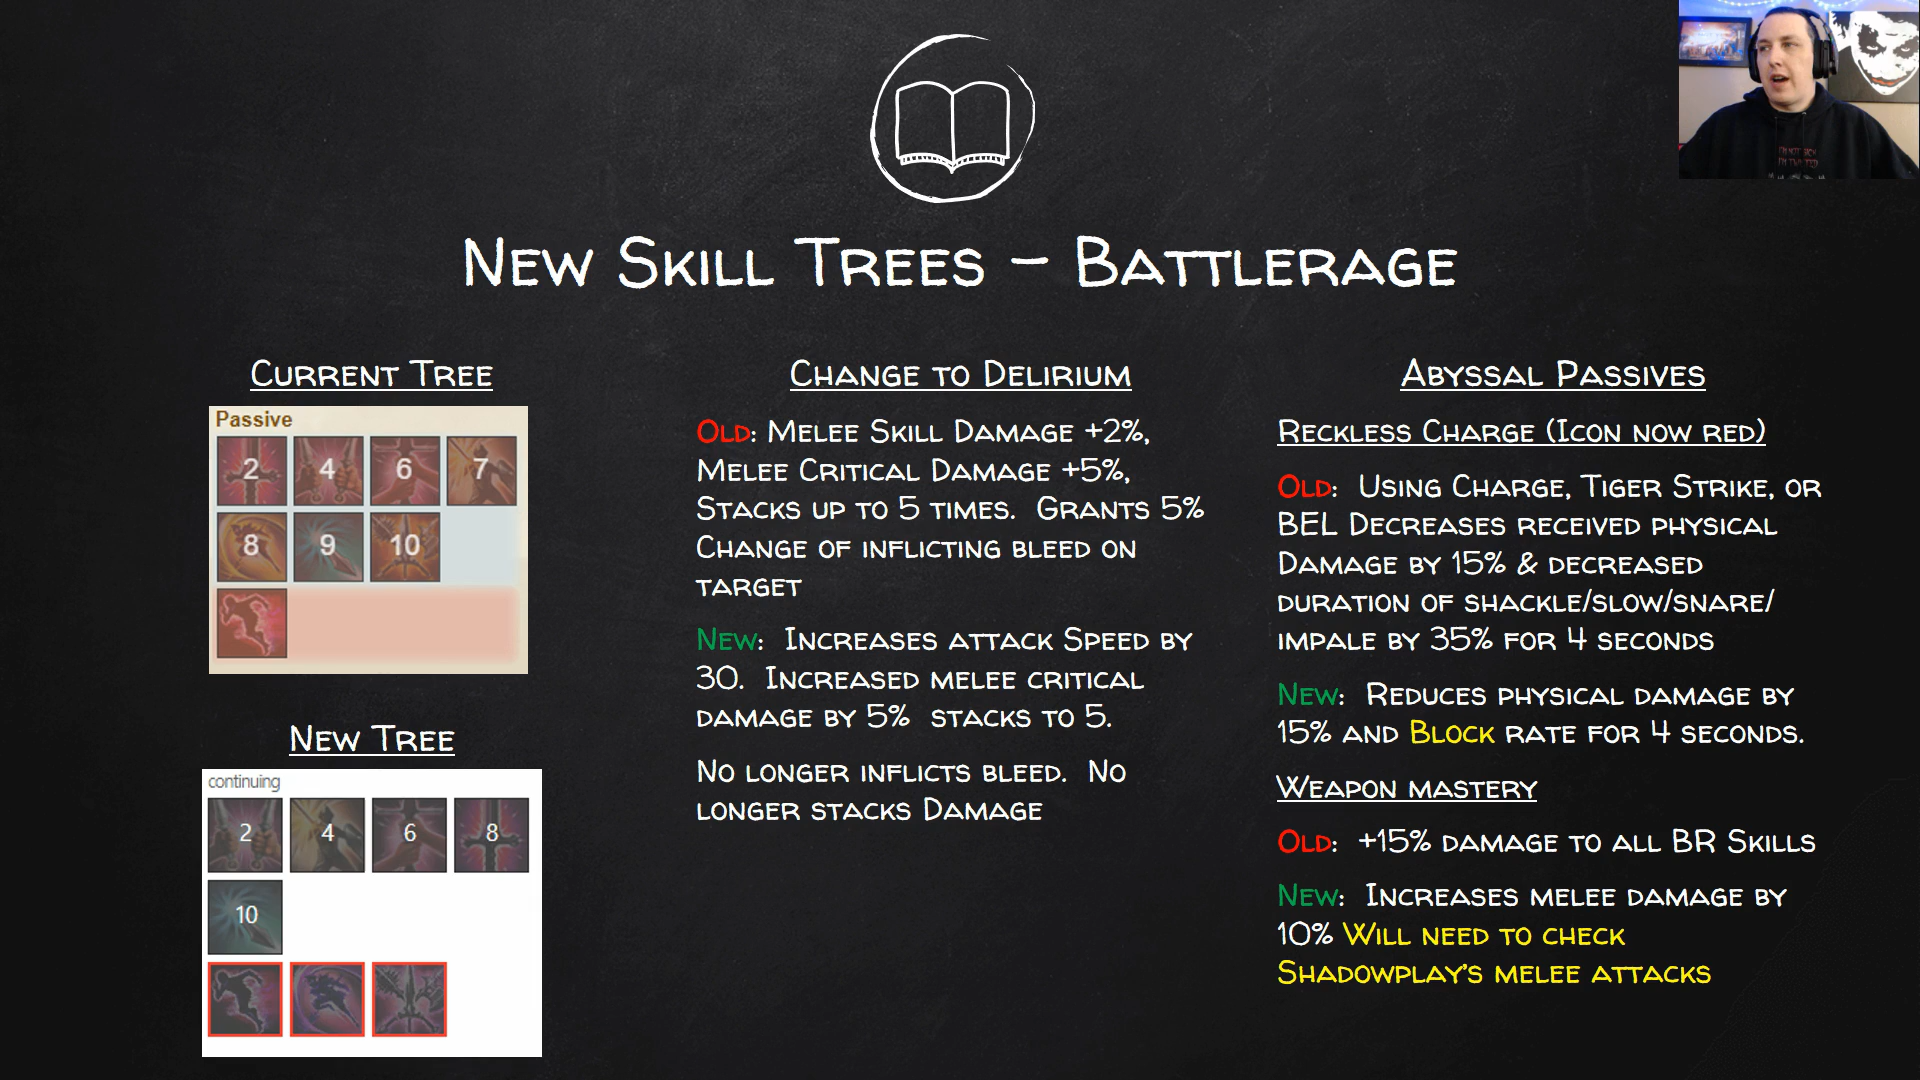 New Skill Trees – Battlerage
Current Tree
Passive
2 4 6 7
8 9 10
New Tree
continuing
2 4 6 8
10
Change to Delirium
Old: Melee Skill Damage +2%,
Melee Critical Damage +5%,
Stacks up to 5 times. Grants 5%
Change of inflicting bleed on
target
New: Increases attack Speed by
30. Increased melee critical
damage by 5% stacks to 5.
No longer inflicts bleed. No
longer stacks Damage
Abyssal Passives
Reckless Charge (Icon now red)
Old: Using Charge, Tiger Strike, or
BEL Decreases received physical
Damage by 15% & decreased
duration of shackle/slow/snare/
impale by 35% for 4 seconds
New: Reduces physical damage by
15% and Block rate for 4 seconds.
Weapon mastery
Old: +15% damage to all BR Skills
New: Increases melee damage by
10% Will need to check
Shadowplay's melee attacks